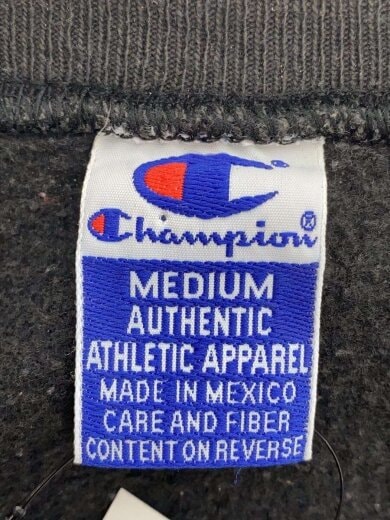 Champion®
MEDIUM
AUTHENTIC
ATHLETIC APPAREL
MADE IN MEXICO
CARE AND FIBER
CONTENT ON REVERSE